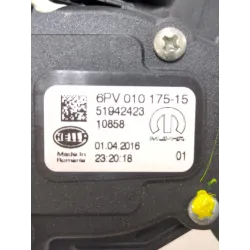 6PV 010 175-15
51942423
10858
HELLA
MOPAR
01.04.2016
Made in
Romania
23:20:18
01